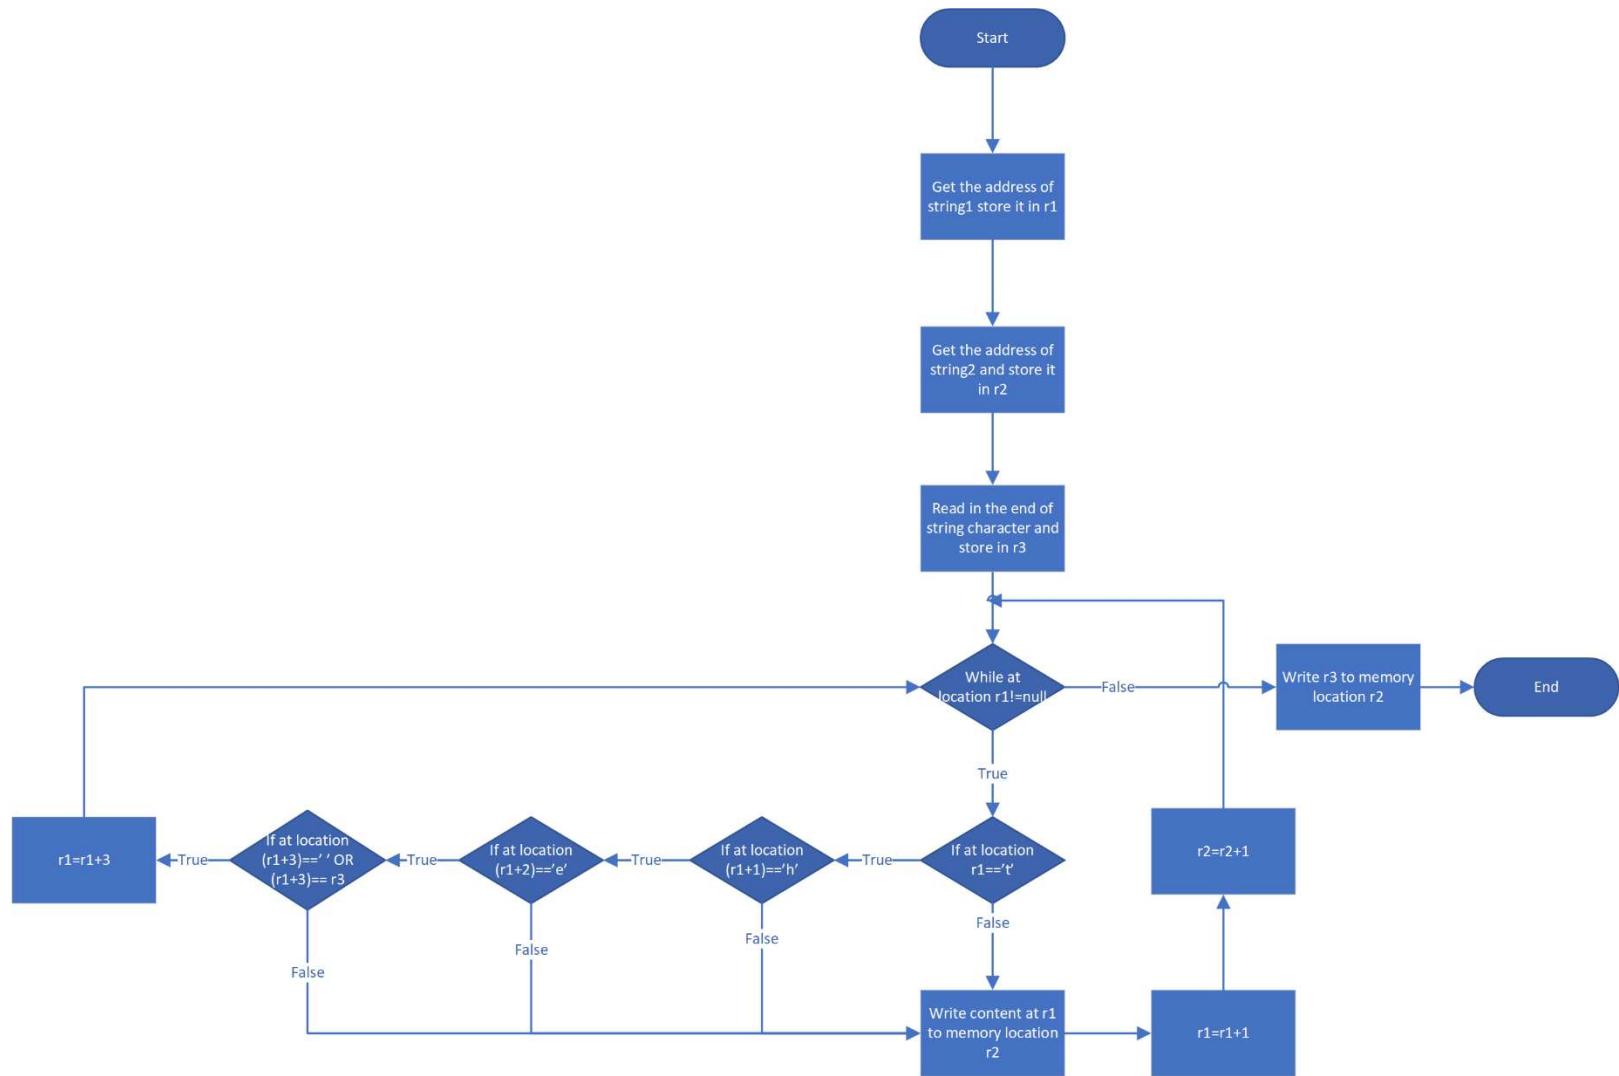 Start
Get the address of
string1 store it in r1
Get the address of
string2 and store it
in r2
Read in the end of
string character and
store in r3
While at
location r1!=null
False
Write r3 to memory
location r2
End
True
r1=r1+3
True
If at location
(r1+3)==’ ’ OR
(r1+3)== r3
True
If at location
(r1+2)==’e’
True
If at location
(r1+1)==’h’
True
If at location
r1==’t’
r2=r2+1
False
False
False
False
Write content at r1
to memory location
r2
r1=r1+1